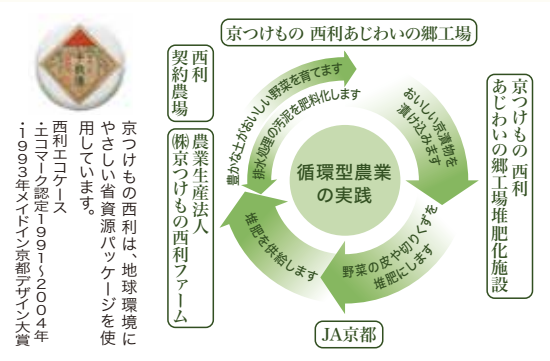 京つけもの 西利あじわいの郷工場
京つけもの 西利
あじわいの郷工場堆肥化施設
JA京都
農業生産法人
㈱京つけもの西利ファーム
西利
契約農場
循環型農業
の実践
おいしい京漬物を
漬け込みます
野菜の皮や切りくずを
堆肥にします
堆肥を供給します
豊かな土がおいしい野菜を育てます
排水処理の汚泥を肥料化します
京つけもの西利は、地球環境に
やさしい省資源パッケージを使
用しています。
西利エコケース
・エコマーク認定1991〜2004年
・1993年メイドイン京都デザイン大賞